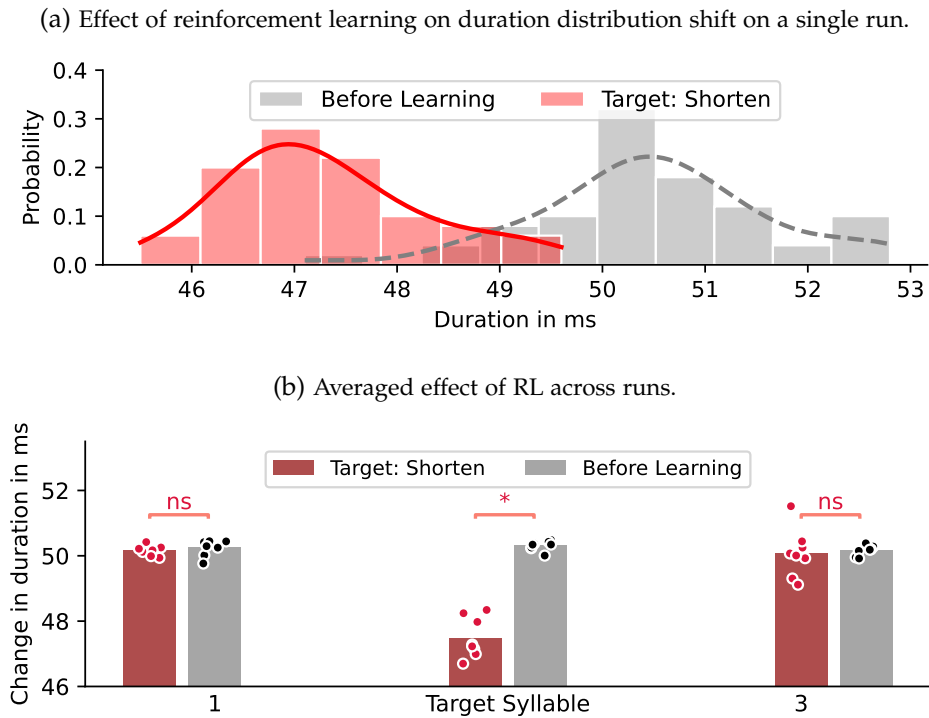 (a) Effect of reinforcement learning on duration distribution shift on a single run.
0.4
0.3
0.2
0.1
0.0
Probability
Before Learning Target: Shorten
46 47 48 49 50 51 52 53
Duration in ms
(b) Averaged effect of RL across runs.
Change in duration in ms
52
50
48
46
Target: Shorten Before Learning
ns * ns
1 Target Syllable 3